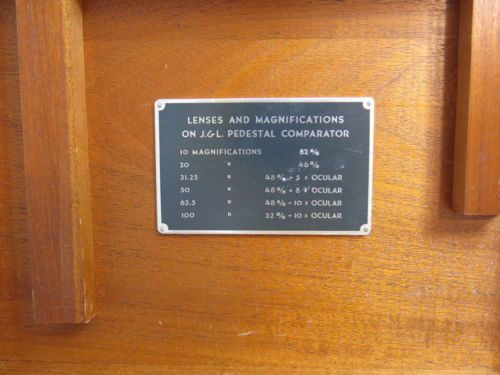 LENSES AND MAGNIFICATIONS
ON J.&L. PEDESTAL COMPARATOR
10 MAGNIFICATIONS 82 M/M
20 " 46 M/M
31.25 " 48 M/M + 5 x OCULAR
50 " 48 M/M + 8 x OCULAR
62.5 " 48 M/M + 10 x OCULAR
100 " 32 M/M + 10 x OCULAR